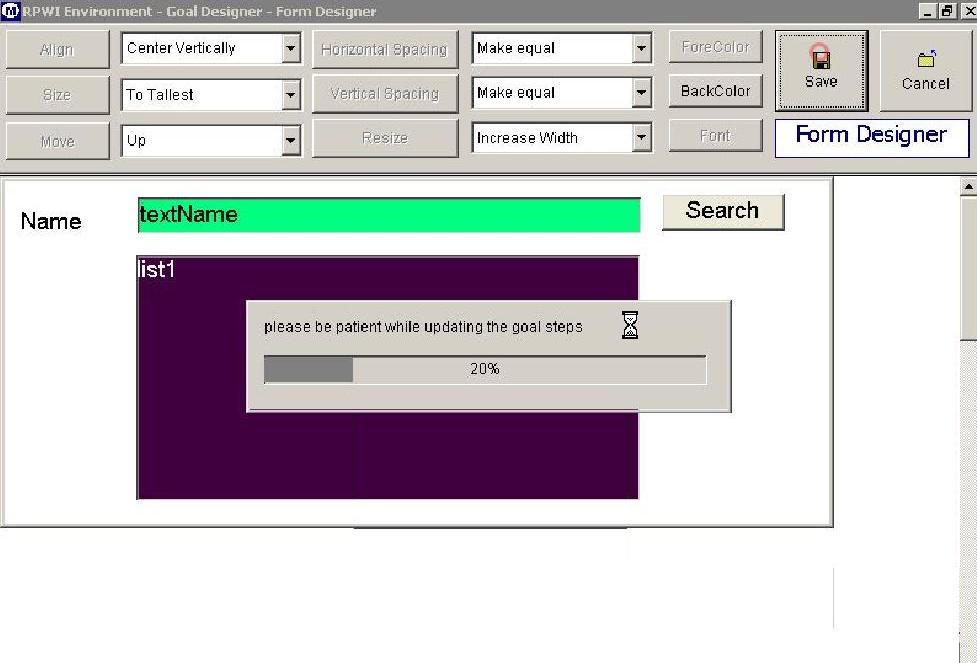 RPWI Environment - Goal Designer - Form Designer
Align
Center Vertically
Horizontal Spacing
Make equal
ForeColor
Save
Cancel
Size
To Tallest
Vertical Spacing
Make equal
BackColor
Move
Up
Resize
Increase Width
Font
Form Designer
Name
textName
Search
list1
please be patient while updating the goal steps
20%